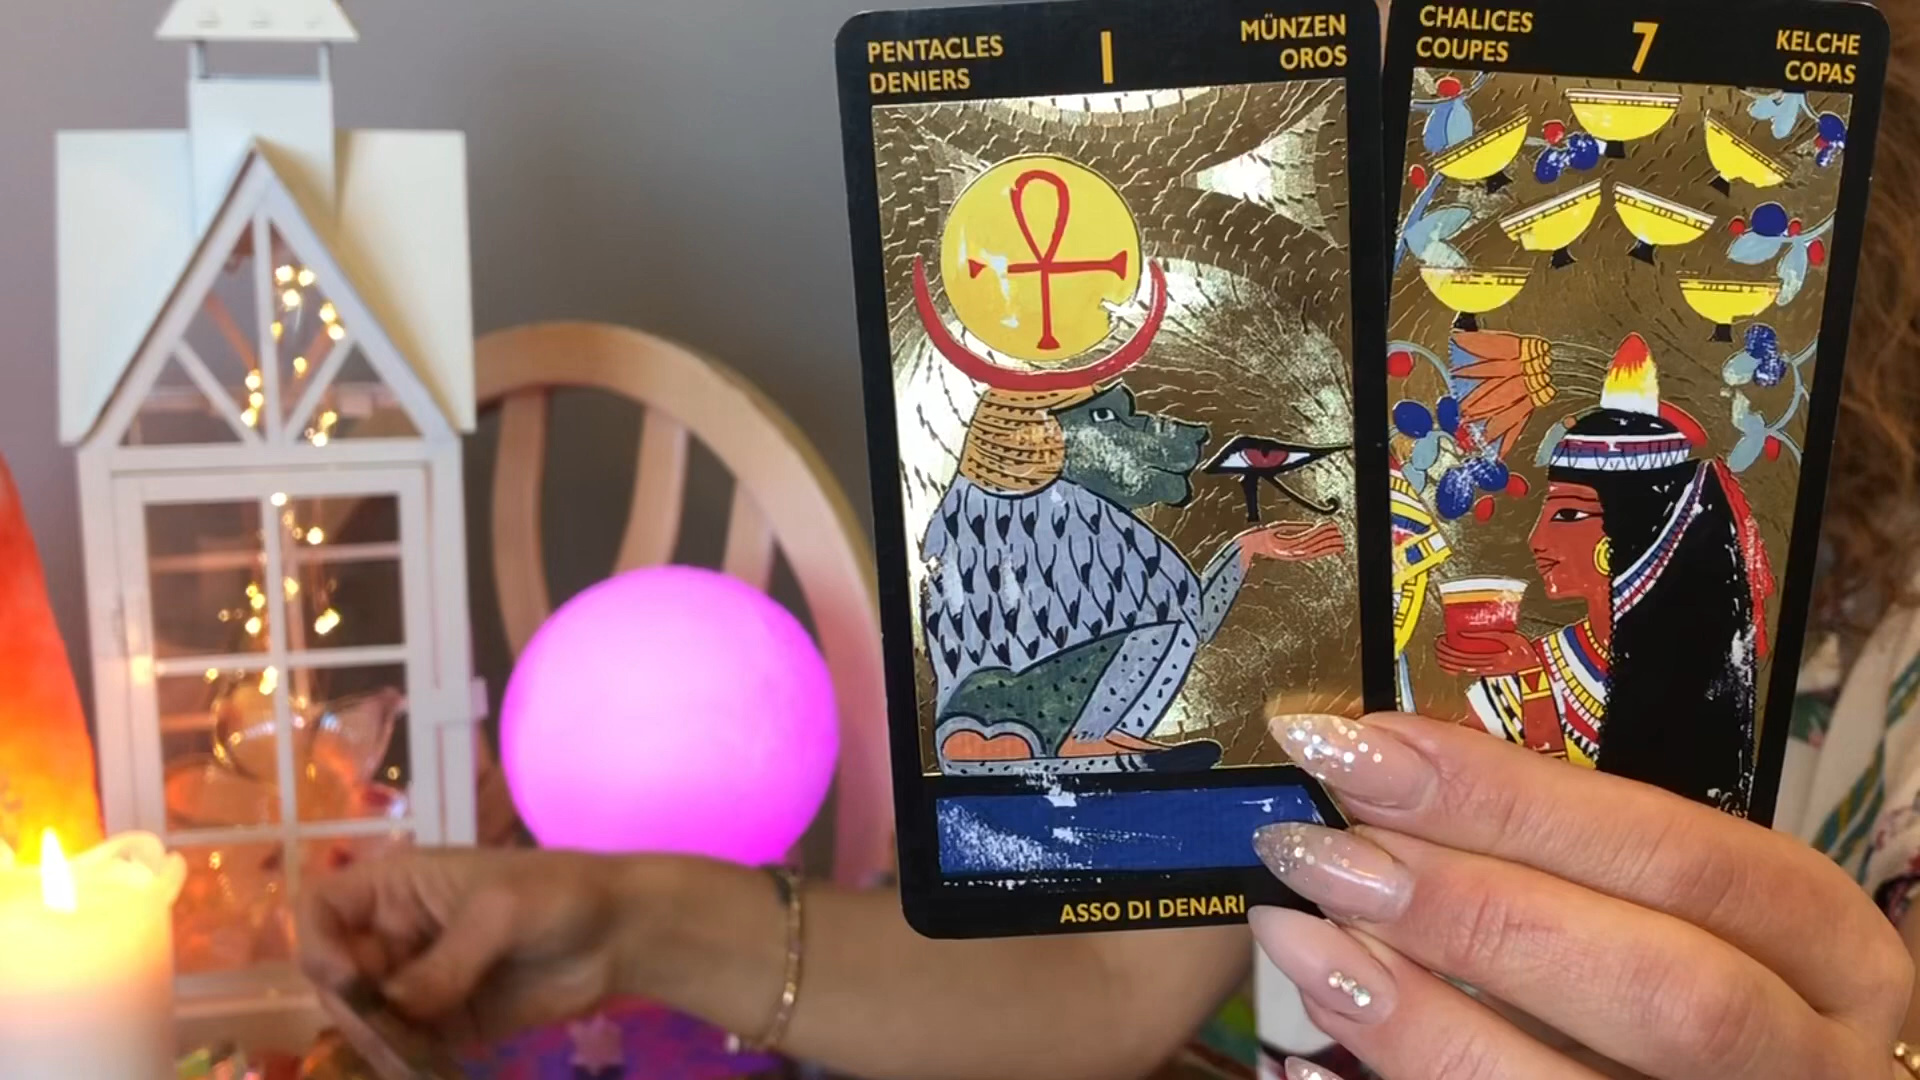 PENTACLES
DENIERS
I
MÜNZEN
OROS
ASSO DI DENARI
CHALICES
COUPES
7
KELCHE
COPAS